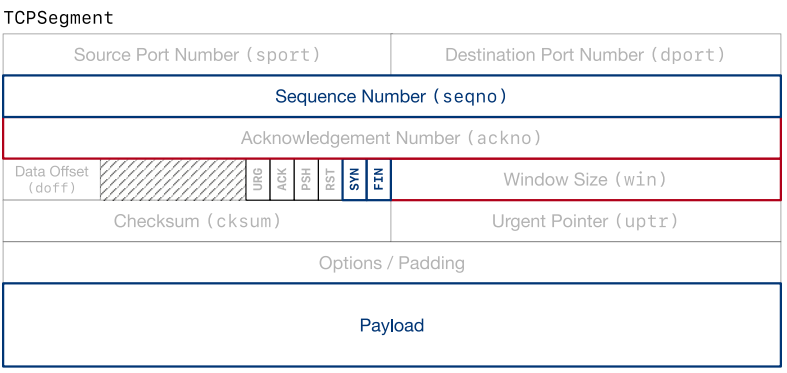 TCPSegment
Source Port Number (sport) Destination Port Number (dport)
Sequence Number (seqno)
Acknowledgement Number (ackno)
Data Offset
(doff)
URG ACK PSH RST SYN FIN
Window Size (win)
Checksum (cksum) Urgent Pointer (uptr)
Options / Padding
Payload